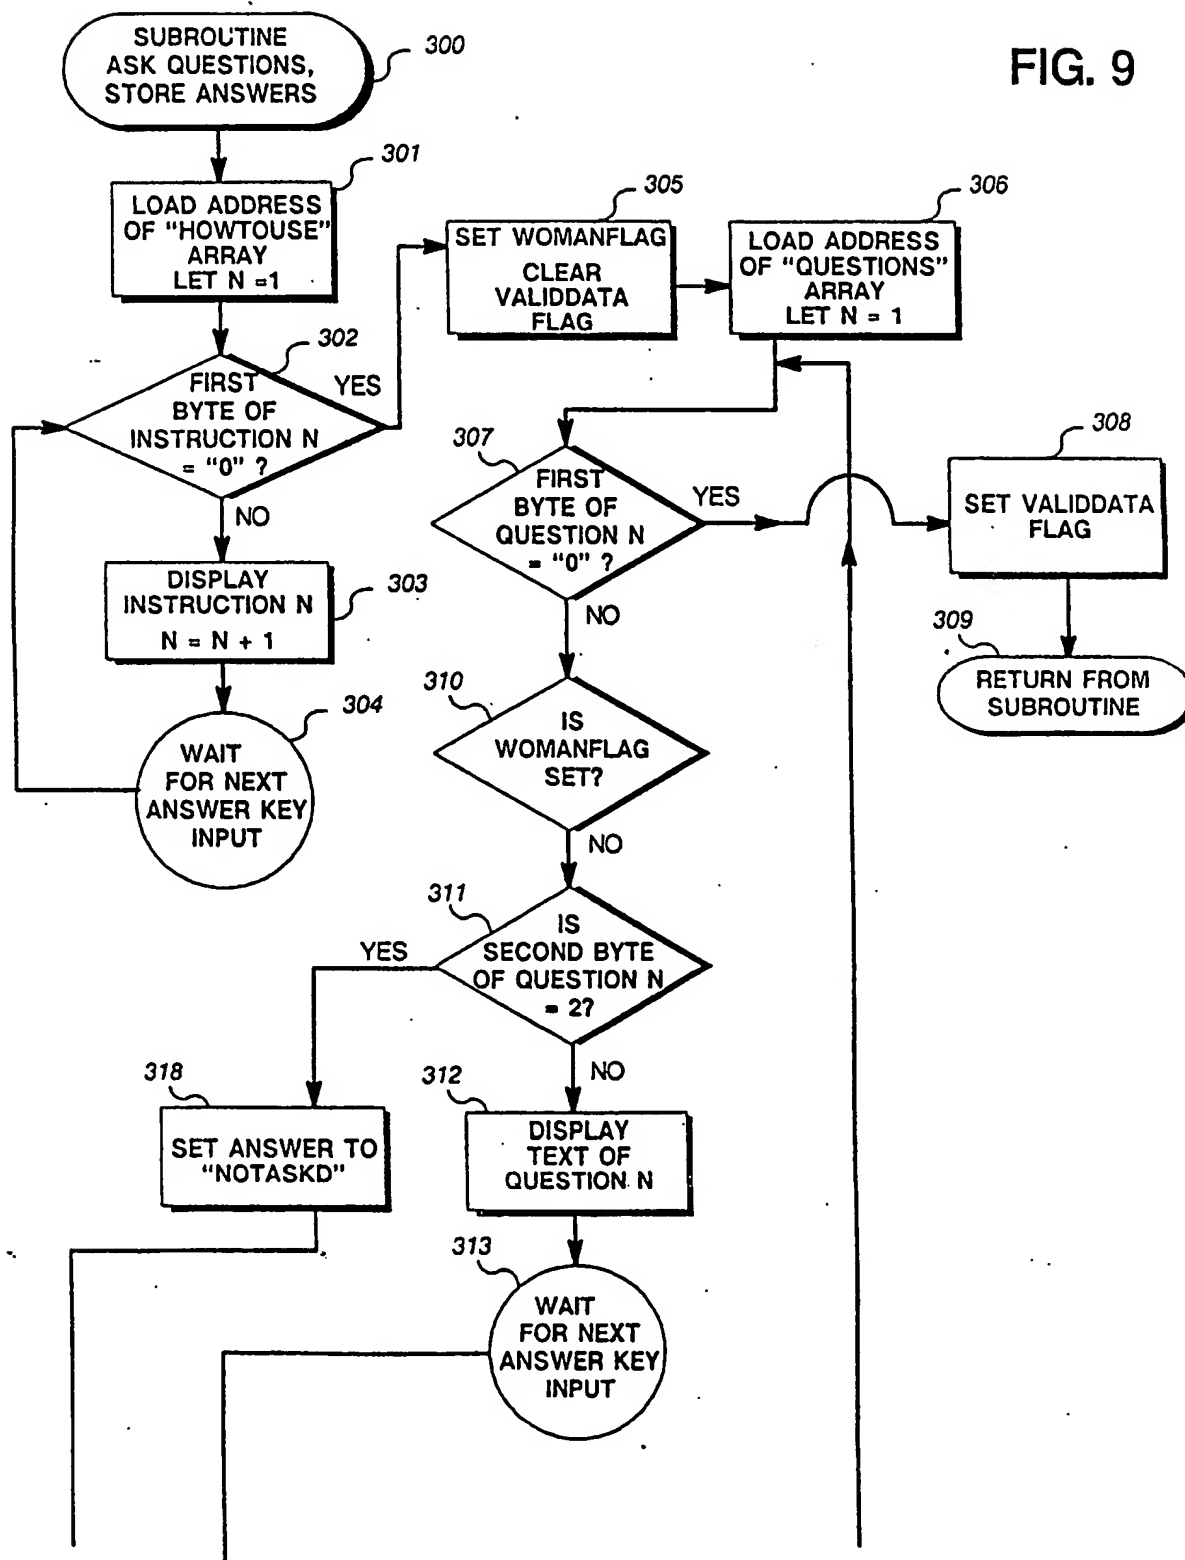 FIG. 9
SUBROUTINE
ASK QUESTIONS,
STORE ANSWERS
300
301
LOAD ADDRESS
OF "HOWTOUSE"
ARRAY
LET N =1
302
FIRST
BYTE OF
INSTRUCTION N
= "0" ?
YES
NO
303
DISPLAY
INSTRUCTION N
N = N + 1
304
WAIT
FOR NEXT
ANSWER KEY
INPUT
305
SET WOMANFLAG
CLEAR
VALIDDATA
FLAG
306
LOAD ADDRESS
OF "QUESTIONS"
ARRAY
LET N = 1
307
FIRST
BYTE OF
QUESTION N
= "0" ?
YES
NO
308
SET VALIDDATA
FLAG
309
RETURN FROM
SUBROUTINE
310
IS
WOMANFLAG
SET?
NO
311
IS
SECOND BYTE
OF QUESTION N
= 2?
YES
NO
318
SET ANSWER TO
"NOTASKD"
312
DISPLAY
TEXT OF
QUESTION N
313
WAIT
FOR NEXT
ANSWER KEY
INPUT